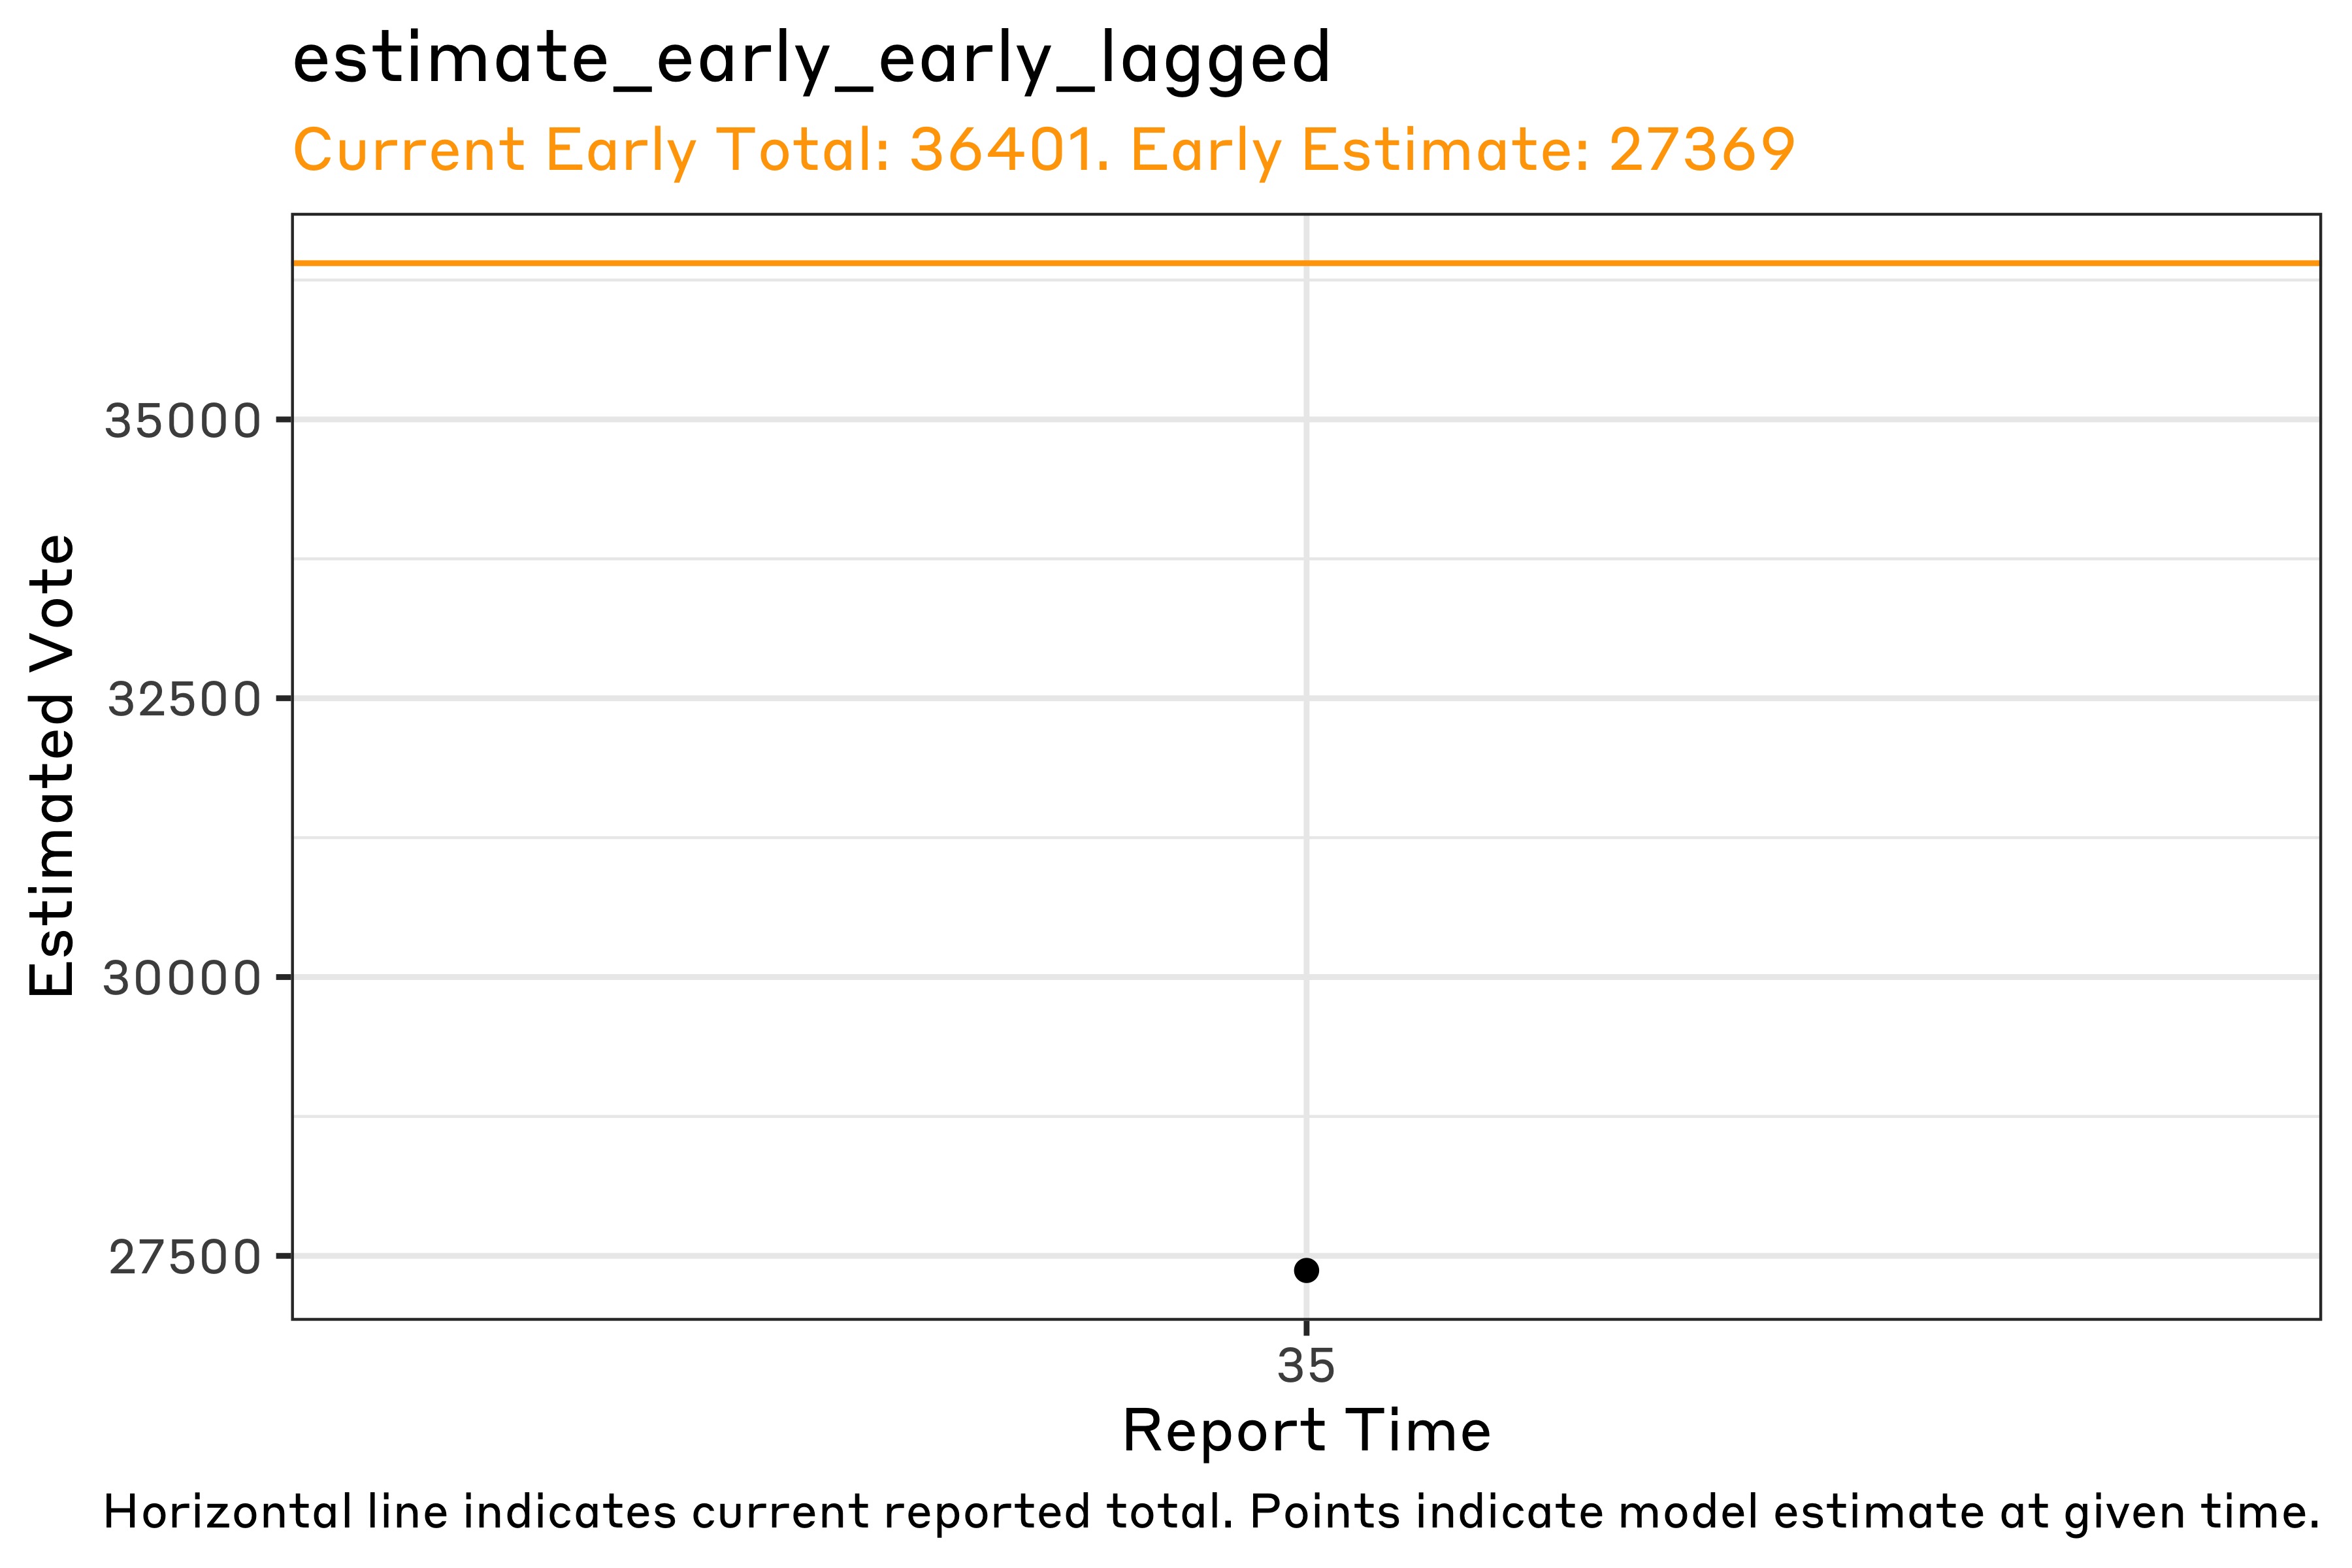 estimate_early_early_lagged
Current Early Total: 36401. Early Estimate: 27369
Estimated Vote
35000
32500
30000
27500
35
Report Time
Horizontal line indicates current reported total. Points indicate model estimate at given time.